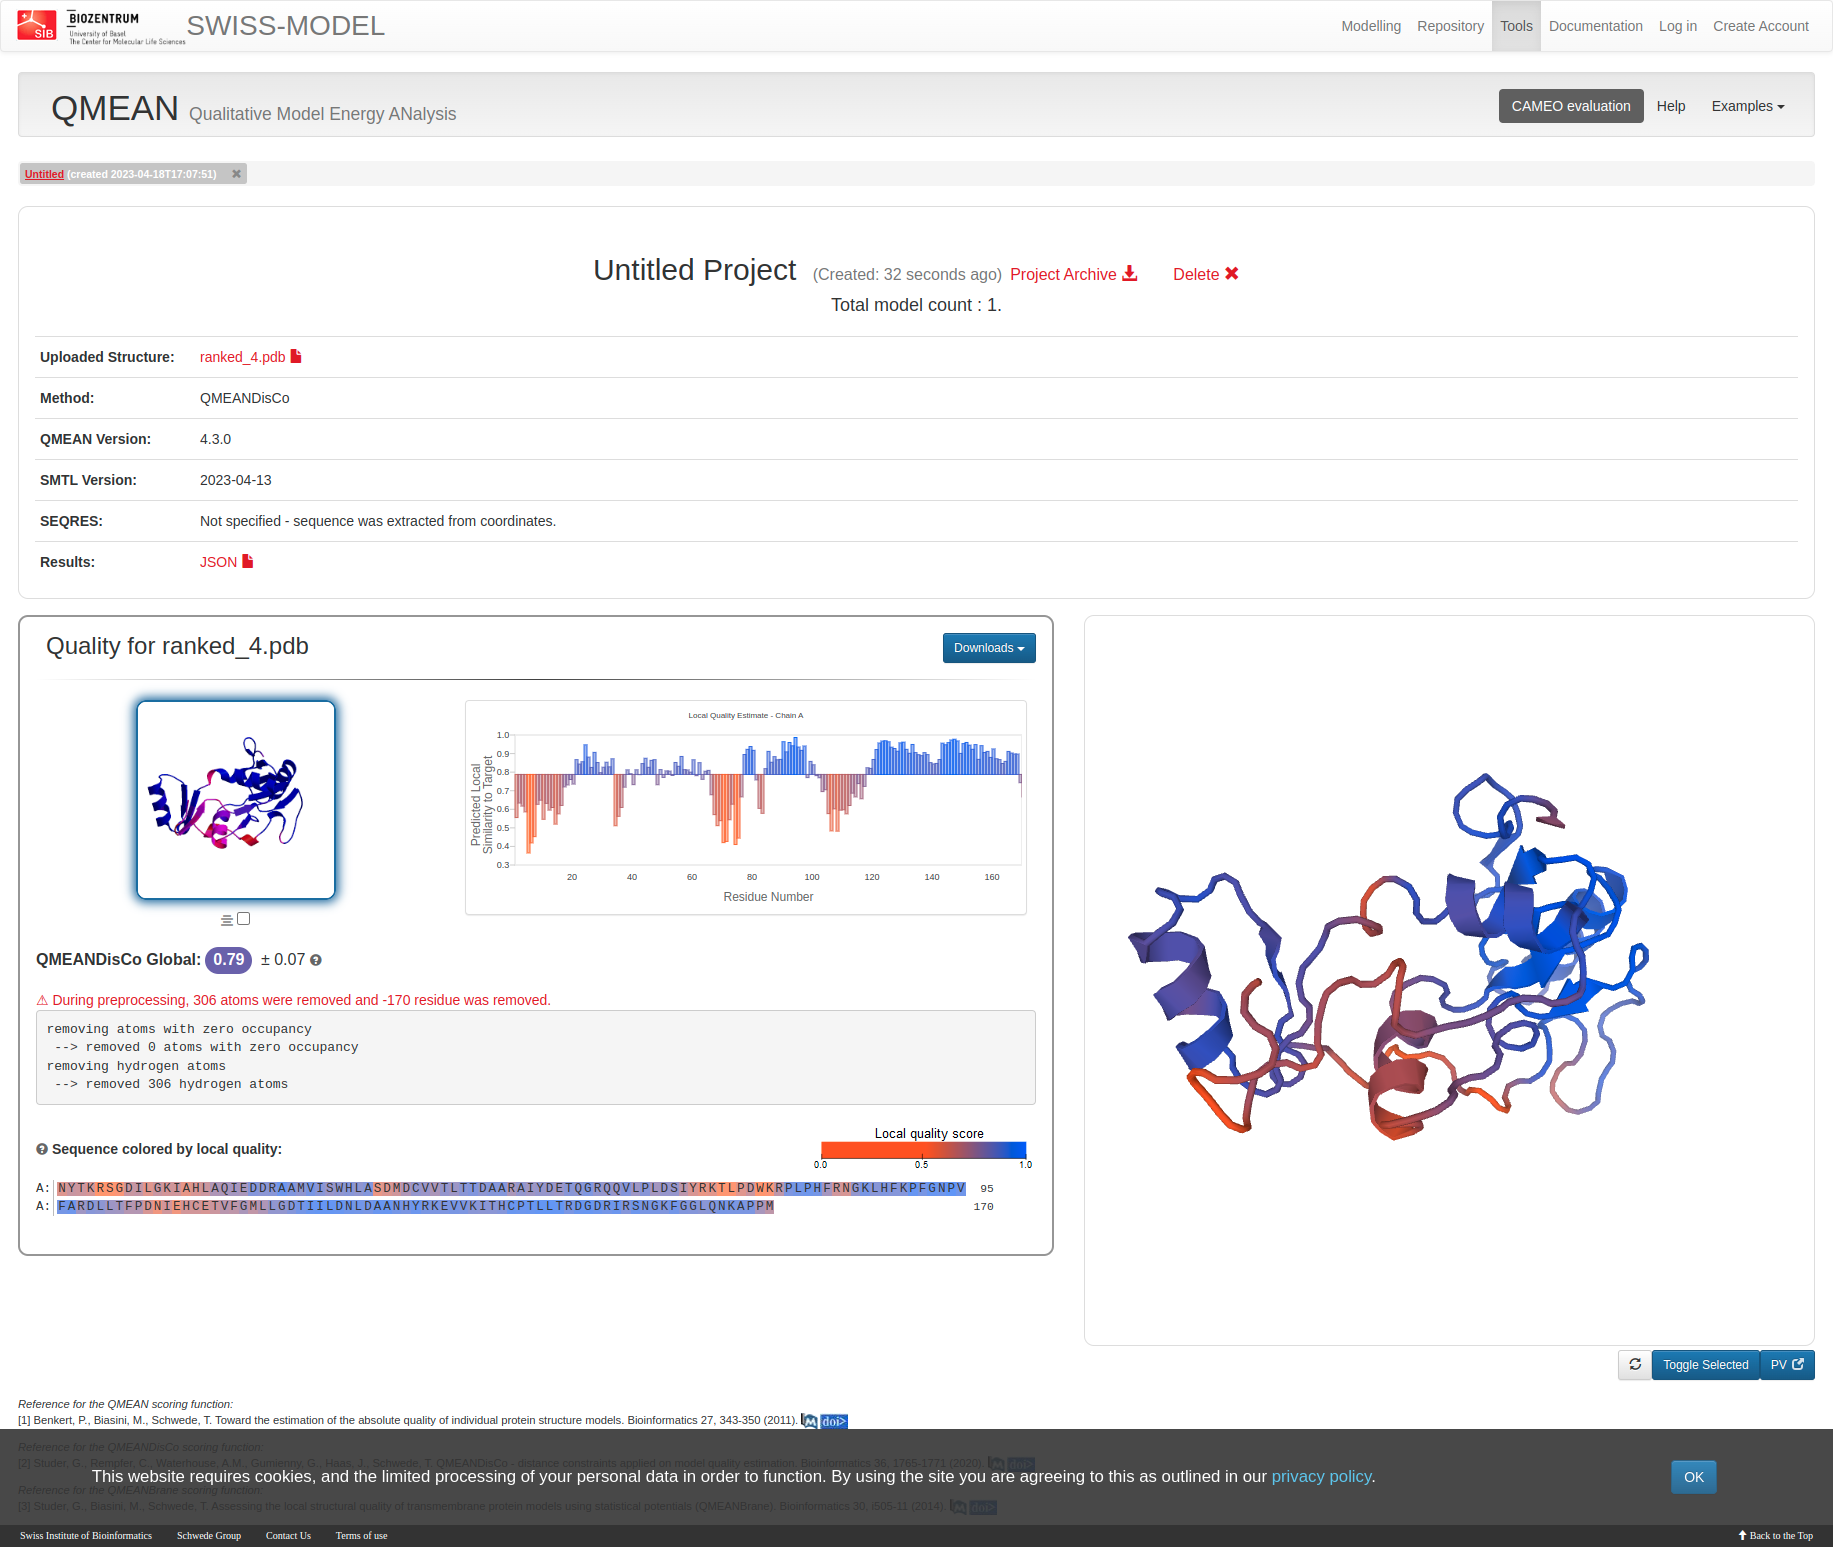 SIB
BIOZENTRUM
University of Basel
The Center for Molecular Life Sciences
SWISS-MODEL
Modelling Repository Tools Documentation Log in Create Account
QMEAN Qualitative Model Energy ANalysis
CAMEO evaluation Help Examples
Untitled (created 2023-04-18T17:07:51) ✖
Untitled Project (Created: 32 seconds ago) Project Archive Delete ✖
Total model count : 1.
Uploaded Structure: ranked_4.pdb
Method: QMEANDisCo
QMEAN Version: 4.3.0
SMTL Version: 2023-04-13
SEQRES: Not specified - sequence was extracted from coordinates.
Results: JSON
Quality for ranked_4.pdb
Downloads
Local Quality Estimate - Chain A
Predicted Local
Similarity to Target
1.0
0.9
0.8
0.7
0.6
0.5
0.4
0.3
20 40 60 80 100 120 140 160
Residue Number
QMEANDisCo Global: 0.79 ± 0.07
⚠ During preprocessing, 306 atoms were removed and -170 residue was removed.
removing atoms with zero occupancy
--> removed 0 atoms with zero occupancy
removing hydrogen atoms
--> removed 306 hydrogen atoms
Sequence colored by local quality:
Local quality score
0.0 0.5 1.0
A: NYTKRSGDILGKIAHLAQIEDDRAAMVISWHLASDMDCVVTLTTDAARAIYDETQGRQQVLPLDSIYRKTLPDWKRPLPHFRNGKLHFKPFGNPV 95
A: FARDLLTFPDNIEHCETVFGMLLGDTIILDNLDAANHYRKEVVKITHCPTLLTRDGDRIRSNGKFGGLQNKAPPM 170
Toggle Selected PV
Reference for the QMEAN scoring function:
[1] Benkert, P., Biasini, M., Schwede, T. Toward the estimation of the absolute quality of individual protein structure models. Bioinformatics 27, 343-350 (2011). M doi>
Reference for the QMEANDisCo scoring function:
[2] Studer, G., Rempfer, C., Waterhouse, A.M., Gumienny, G., Haas, J., Schwede, T. QMEANDisCo - distance constraints applied on model quality estimation. Bioinformatics 36, 1765-1771 (2020). M doi>
This website requires cookies, and the limited processing of your personal data in order to function. By using the site you are agreeing to this as outlined in our privacy policy.
OK
Reference for the QMEANBrane scoring function:
[3] Studer, G., Biasini, M., Schwede, T. Assessing the local structural quality of transmembrane protein models using statistical potentials (QMEANBrane). Bioinformatics 30, i505-11 (2014). M doi>
Swiss Institute of Bioinformatics Schwede Group Contact Us Terms of use
Back to the Top